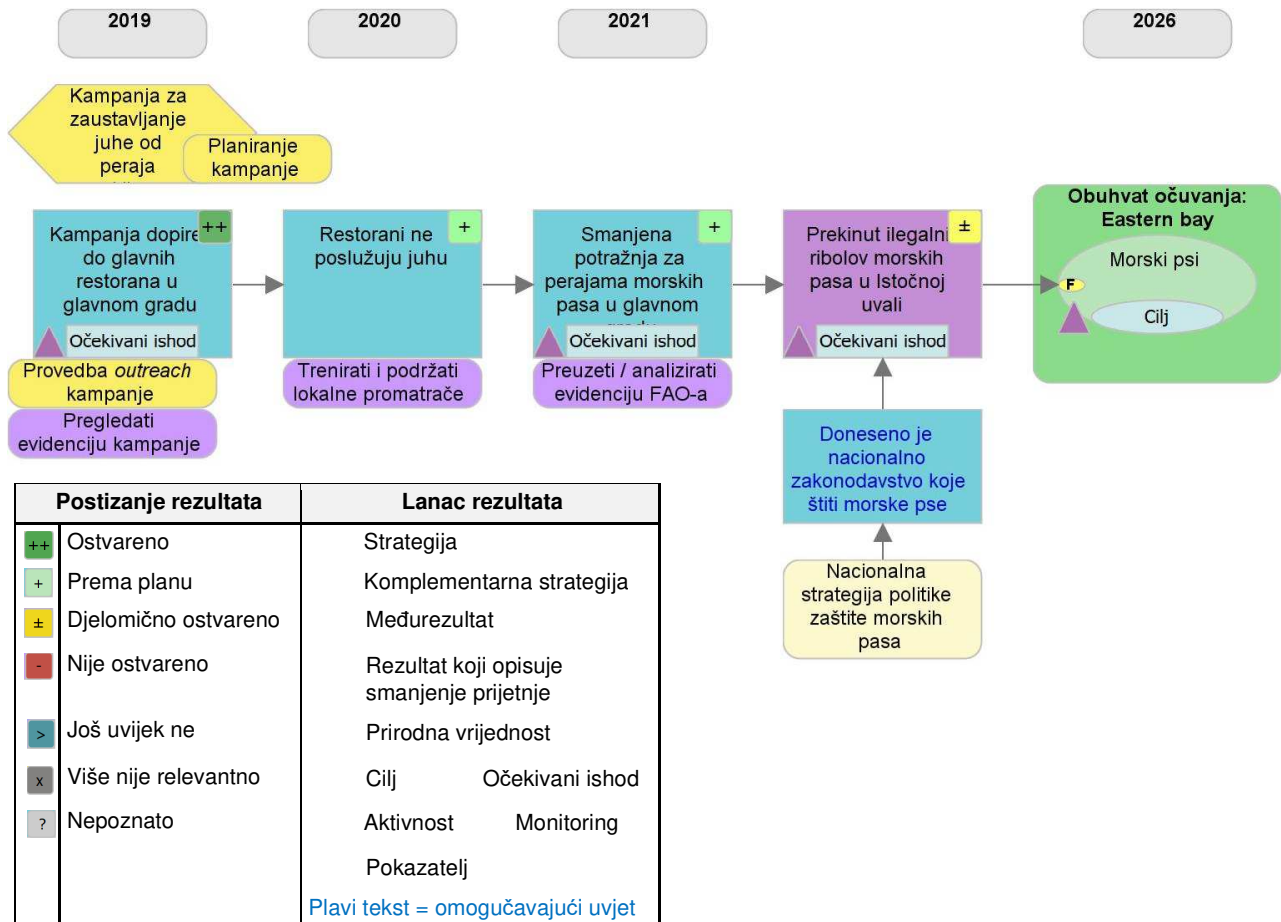 2019
2020
2021
2026
Kampanja za
zaustavljanje
juhe od
peraja
Planiranje
kampanje
Kampanja dopire
do glavnih
restorana u
glavnom gradu
++
Očekivani ishod
Provedba outreach
kampanje
Pregledati
evidenciju kampanje
Restorani ne
poslužuju juhu
+
Trenirati i podržati
lokalne promatrače
Smanjena
potražnja za
perajama morskih
pasa u glavnom
+
Očekivani ishod
Preuzeti / analizirati
evidenciju FAO-a
Prekinut ilegalni
ribolov morskih
pasa u Istočnoj
uvali
±
Očekivani ishod
Doneseno je
nacionalno
zakonodavstvo koje
štiti morske pse
Nacionalna
strategija politike
zaštite morskih
pasa
Obuhvat očuvanja:
Eastern bay
Morski psi
F
Cilj
Postizanje rezultata
Lanac rezultata
++ Ostvareno
Strategija
+ Prema planu
Komplementarna strategija
± Djelomično ostvareno
Međurezultat
- Nije ostvareno
Rezultat koji opisuje
smanjenje prijetnje
> Još uvijek ne
Prirodna vrijednost
x Više nije relevantno
Cilj Očekivani ishod
? Nepoznato
Aktivnost Monitoring
Pokazatelj
Plavi tekst = omogučavajući uvjet